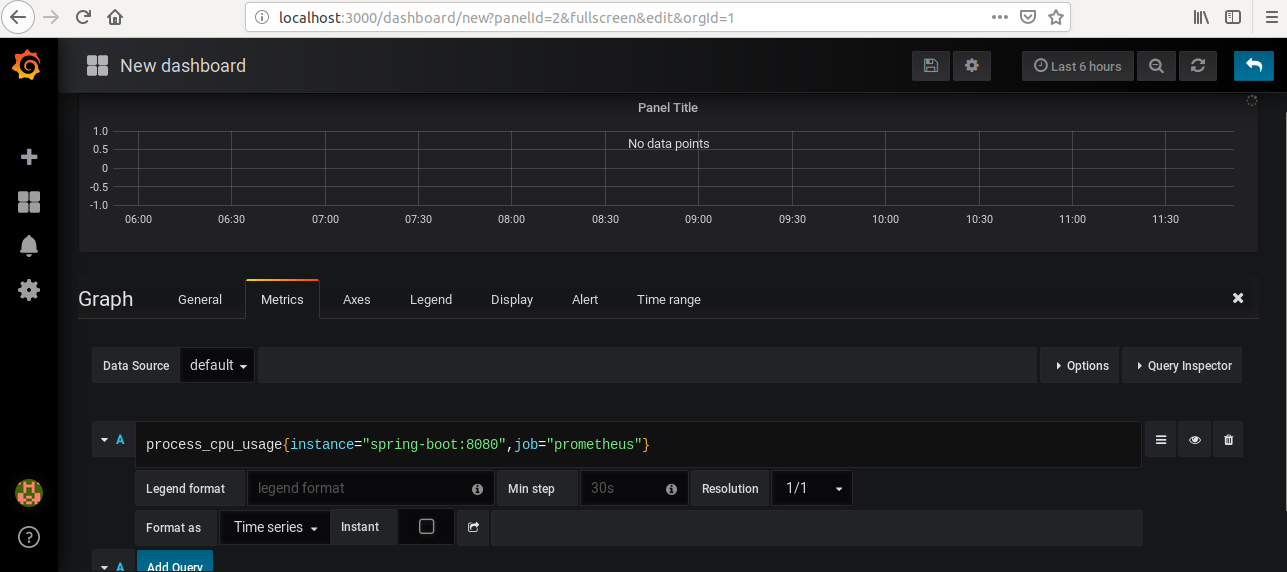 localhost:3000/dashboard/new?panelId=2&fullscreen&edit&orgId=1
New dashboard
Last 6 hours
Panel Title
No data points
1.0
0.5
0
-0.5
-1.0
06:00 06:30 07:00 07:30 08:00 08:30 09:00 09:30 10:00 10:30 11:00 11:30
Graph General Metrics Axes Legend Display Alert Time range
Data Source default Options Query Inspector
A process_cpu_usage{instance="spring-boot:8080",job="prometheus"}
Legend format legend format Min step 30s Resolution 1/1
Format as Time series Instant
A Add Query